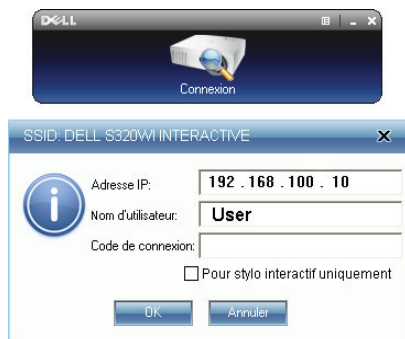 DELL
Connexion
SSID: DELL S320WI INTERACTIVE
Adresse IP: 192 . 168 . 100 . 10
Nom d'utilisateur: User
Code de connexion:
Pour stylo interactif uniquement
OK Annuler